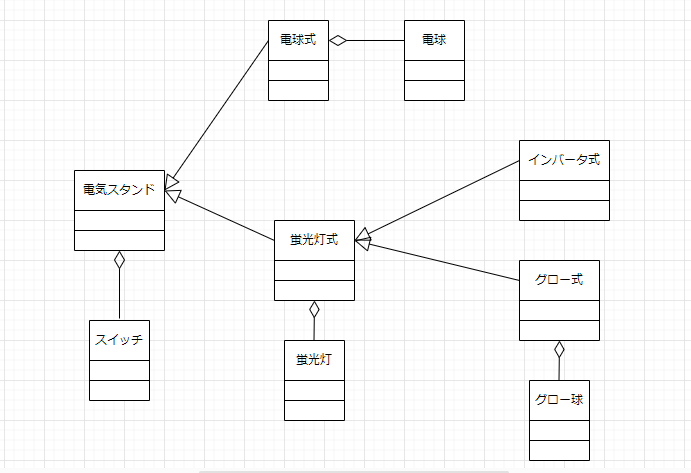 電球式
電球
インバータ式
電気スタンド
蛍光灯式
グロー式
スイッチ
蛍光灯
グロー球